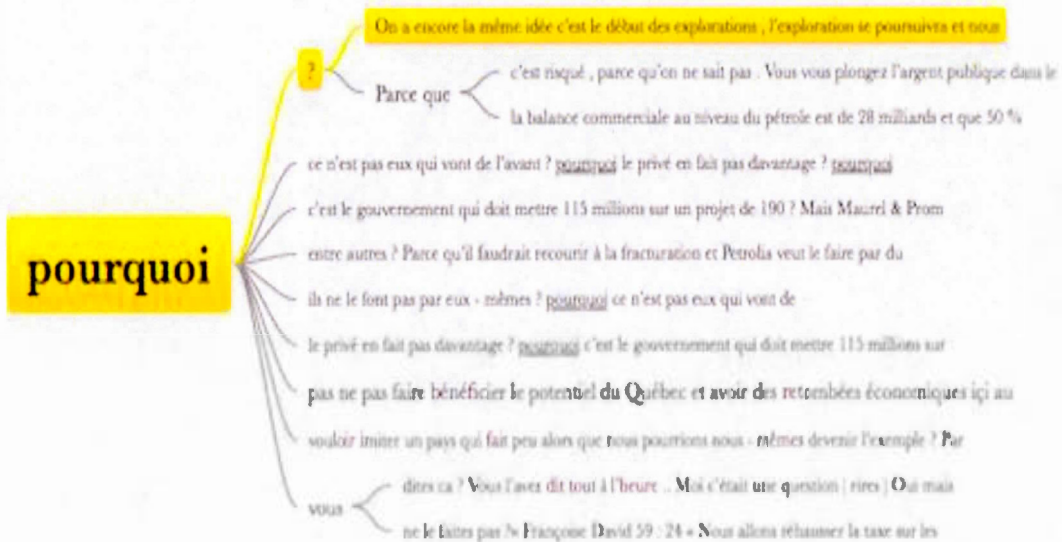 On a encore la même idée c'est le début des explorations , l'exploration se poursuivra et nous
?
c'est risqué , parce qu'on ne sait pas . Vous vous plongez l'argent publique dans le
Parce que
la balance commerciale au niveau du pétrole est de 28 milliards et que 50 %
ce n'est pas eux qui vont de l'avant ? pourquoi le privé en fait pas davantage ? pourquoi
c'est le gouvernement qui doit mettre 115 millions sur un projet de 190 ? Mais Maurel & Prom
pourquoi
entre autres ? Parce qu'il faudrait recourir à la fracturation et Petrolia veut le faire par du
ils ne le font pas par eux - mêmes ? pourquoi ce n'est pas eux qui vont de
le privé en fait pas davantage ? pourquoi c'est le gouvernement qui doit mettre 115 millions sur
pas ne pas faire bénéficier le potentiel du Québec et avoir des retombées économiques içi au
vouloir imiter un pays qui fait peu alors que nous pourrions nous - mêmes devenir l'exemple ? Par
dites ca ? Vous l'avez dit tout à l'heure .. Moi c'était une question | rires | Oui mais
vous
ne le faites pas ?» Françoise David 59 : 24 « Nous allons réhausser la taxe sur les